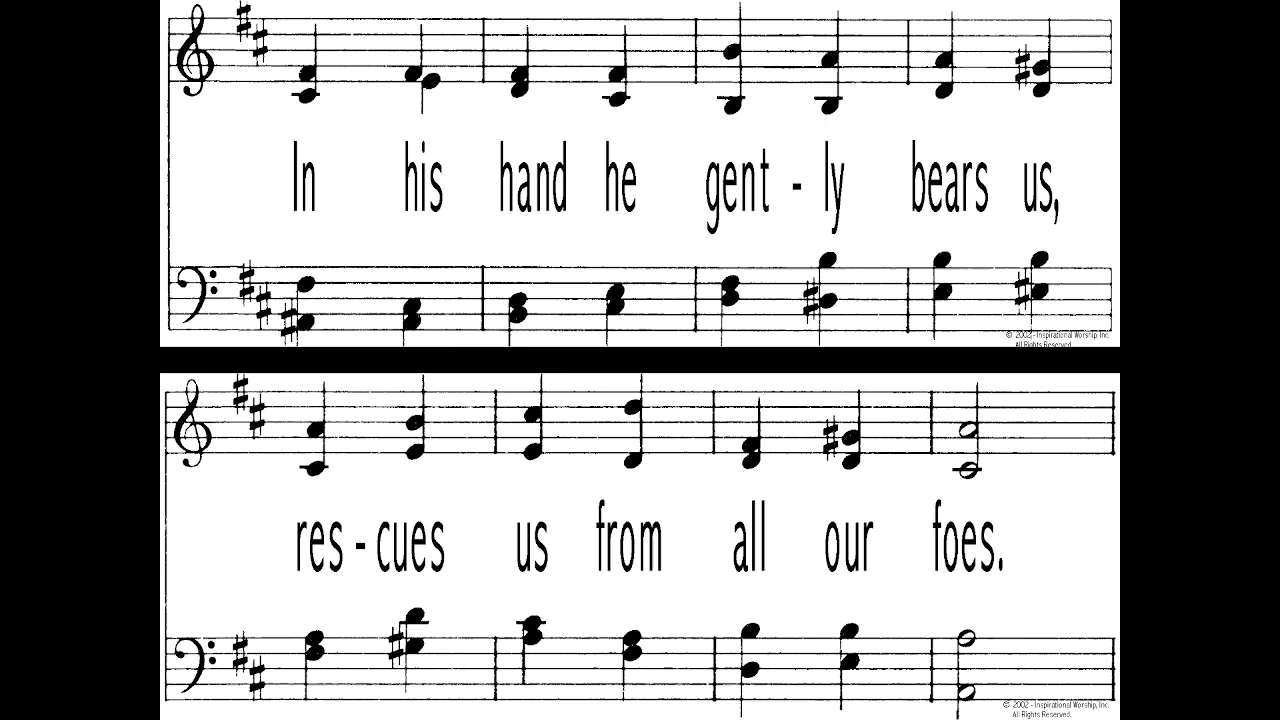 In his hand he gent - ly bears us,
© 2002 - Inspirational Worship, Inc.
All Rights Reserved.
res - cues us from all our foes.
© 2002 - Inspirational Worship, Inc.
All Rights Reserved.